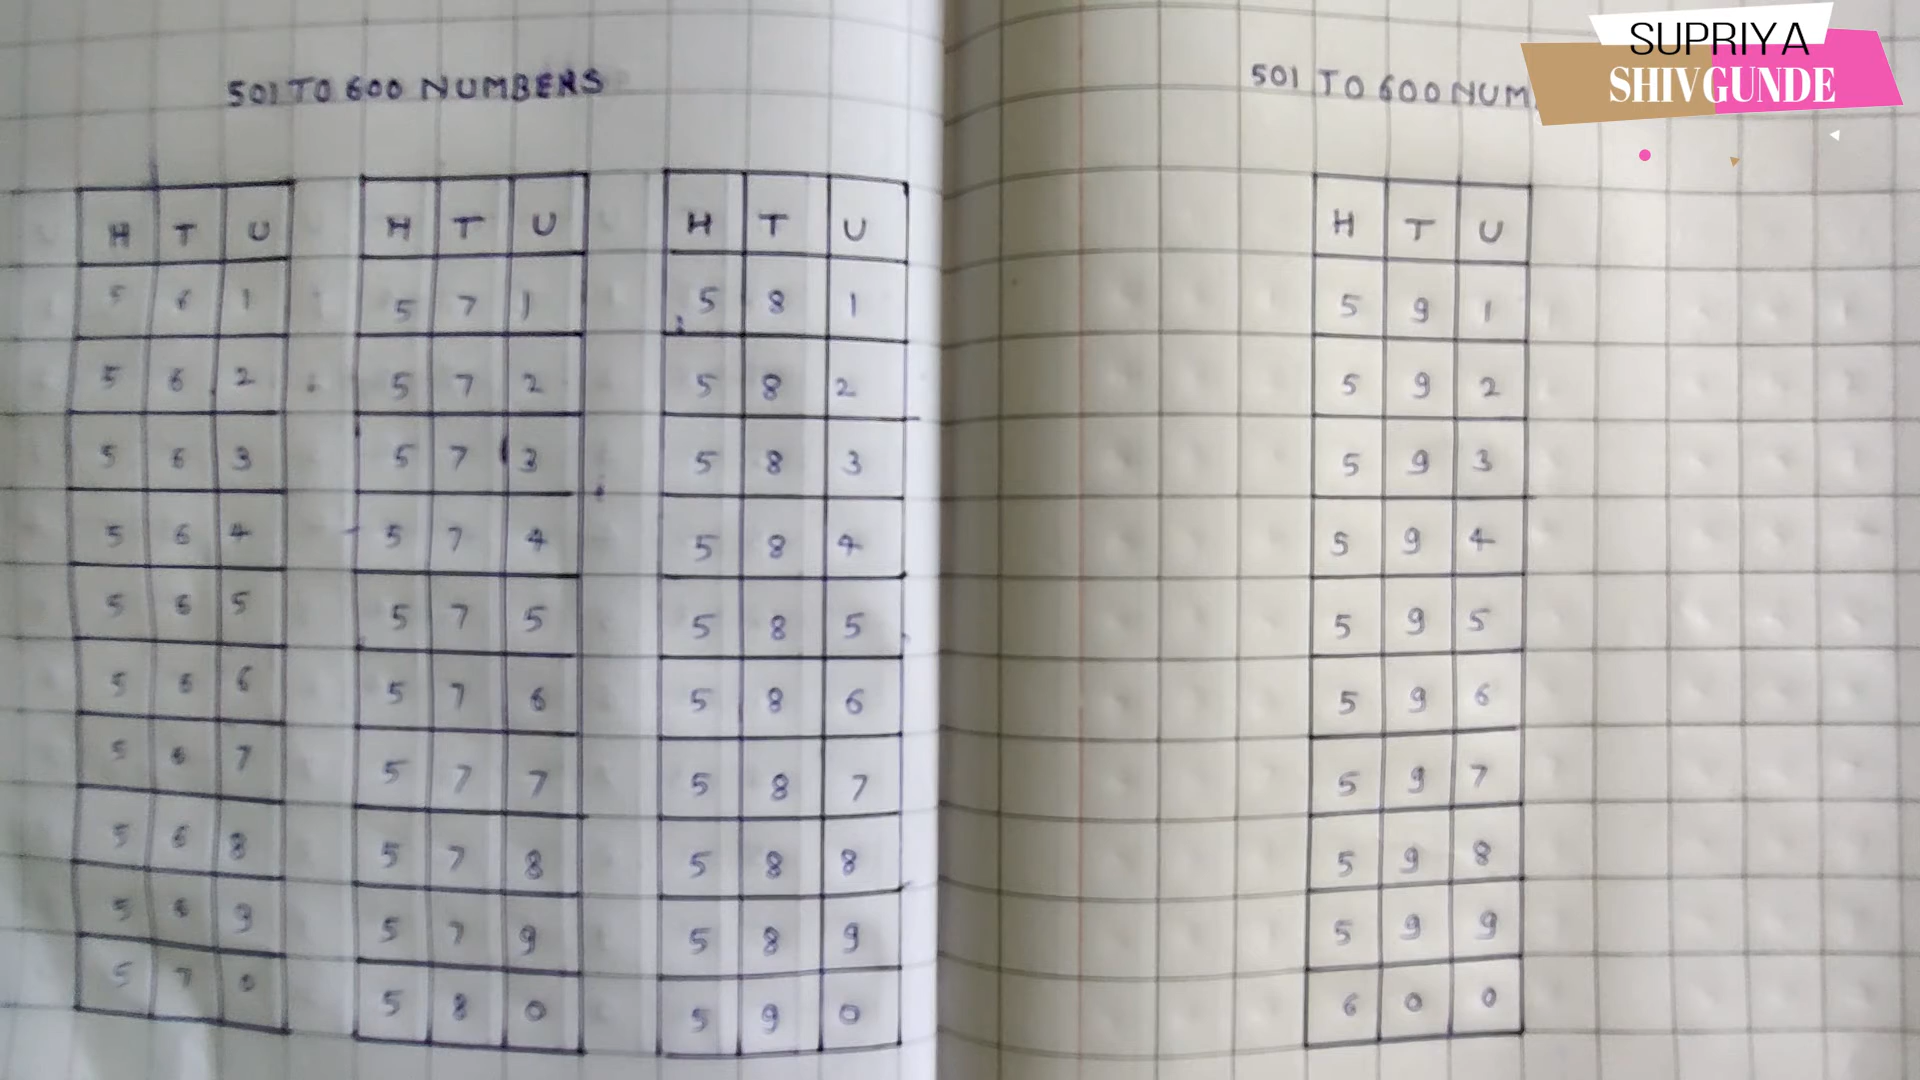 501 TO 600 NUMBERS
H T U
5 6 1
5 6 2
5 6 3
5 6 4
5 6 5
5 6 6
5 6 7
5 6 8
5 6 9
5 7 0
H T U
5 7 1
5 7 2
5 7 3
5 7 4
5 7 5
5 7 6
5 7 7
5 7 8
5 7 9
5 8 0
H T U
5 8 1
5 8 2
5 8 3
5 8 4
5 8 5
5 8 6
5 8 7
5 8 8
5 8 9
5 9 0
501 TO 600 NUM
H T U
5 9 1
5 9 2
5 9 3
5 9 4
5 9 5
5 9 6
5 9 7
5 9 8
5 9 9
6 0 0
SUPRIYA
SHIVGUNDE